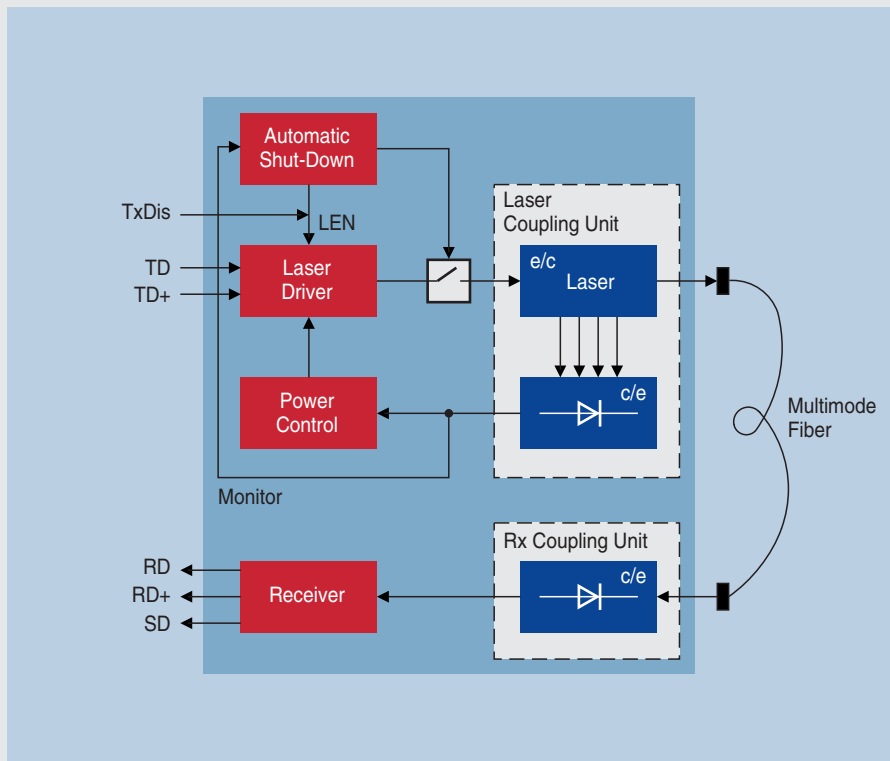 Automatic
Shut-Down
TxDis
LEN
Laser
Coupling Unit
TD
TD+
Laser
Driver
e/c
Laser
Power
Control
c/e
Multimode
Fiber
Monitor
Rx Coupling Unit
RD
RD+
SD
Receiver
c/e